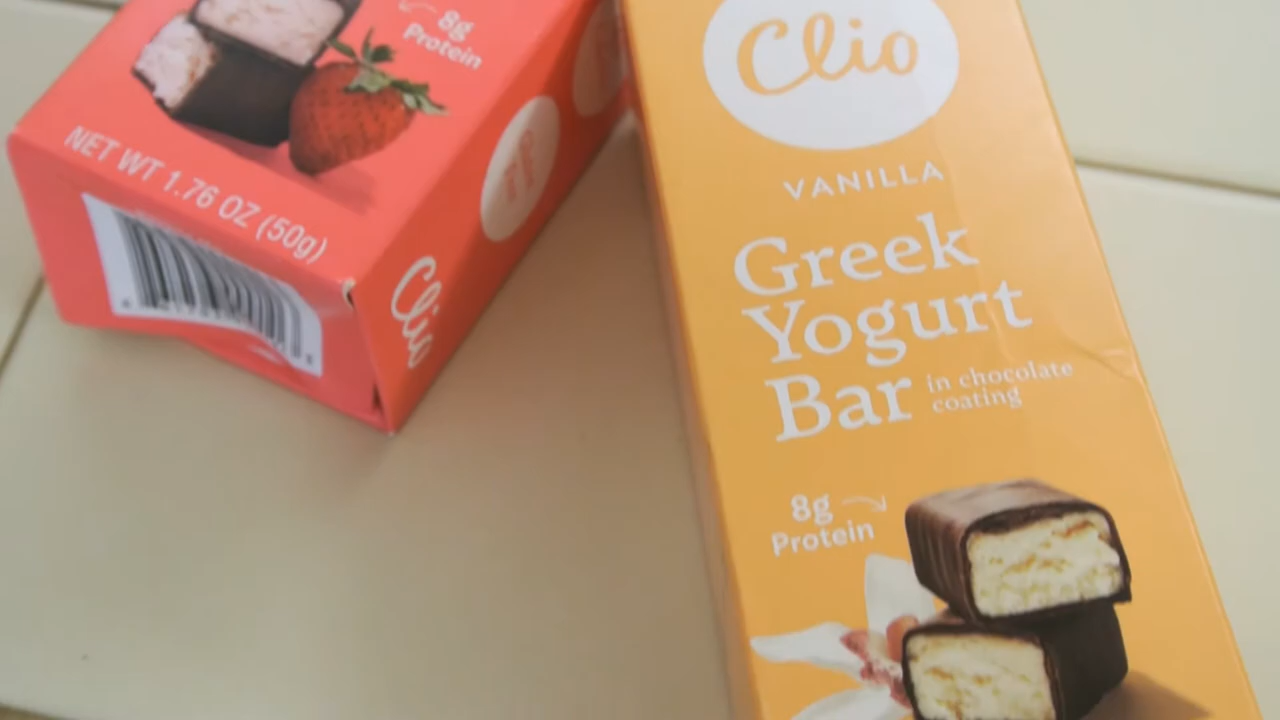 8g
Protein
NET WT 1.76 OZ (50g)
Clio
Clio
VANILLA
Greek
Yogurt
Bar
in chocolate
coating
8g
Protein